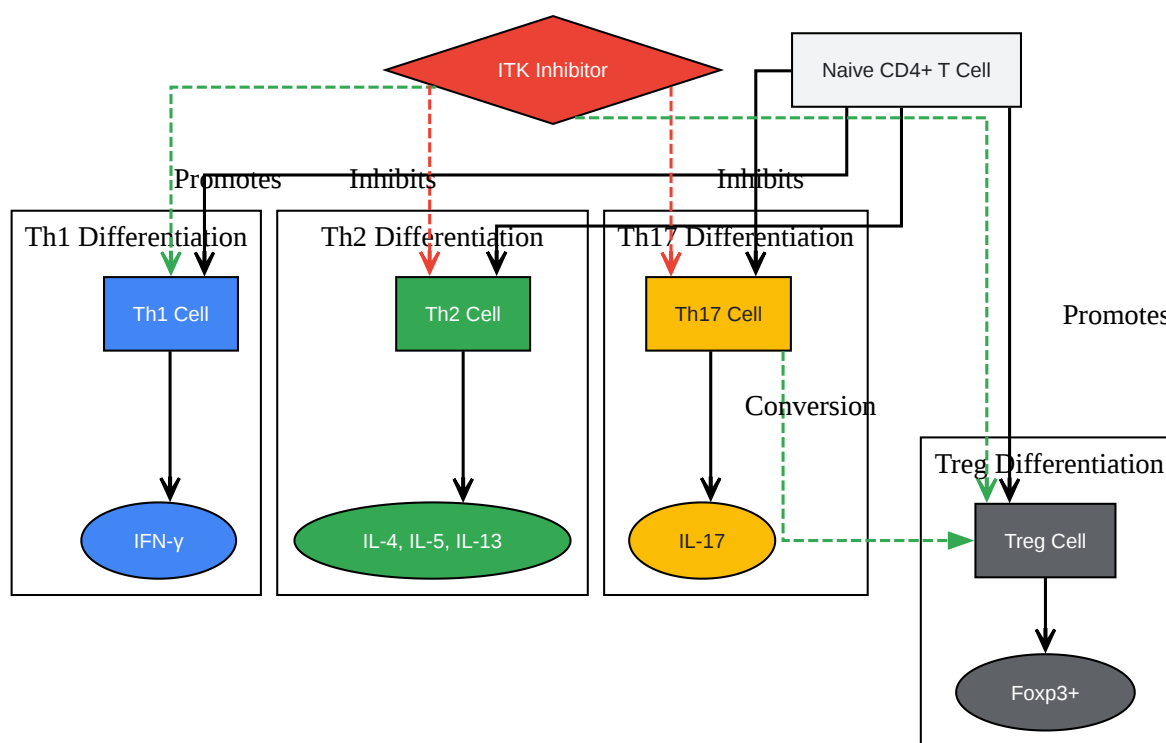 ITK Inhibitor
Naive CD4+ T Cell
Promotes
Inhibits
Inhibits
Th1 Differentiation
Th2 Differentiation
Th17 Differentiation
Th1 Cell
Th2 Cell
Th17 Cell
Promotes
Conversion
Treg Differentiation
IFN-γ
IL-4, IL-5, IL-13
IL-17
Treg Cell
Foxp3+